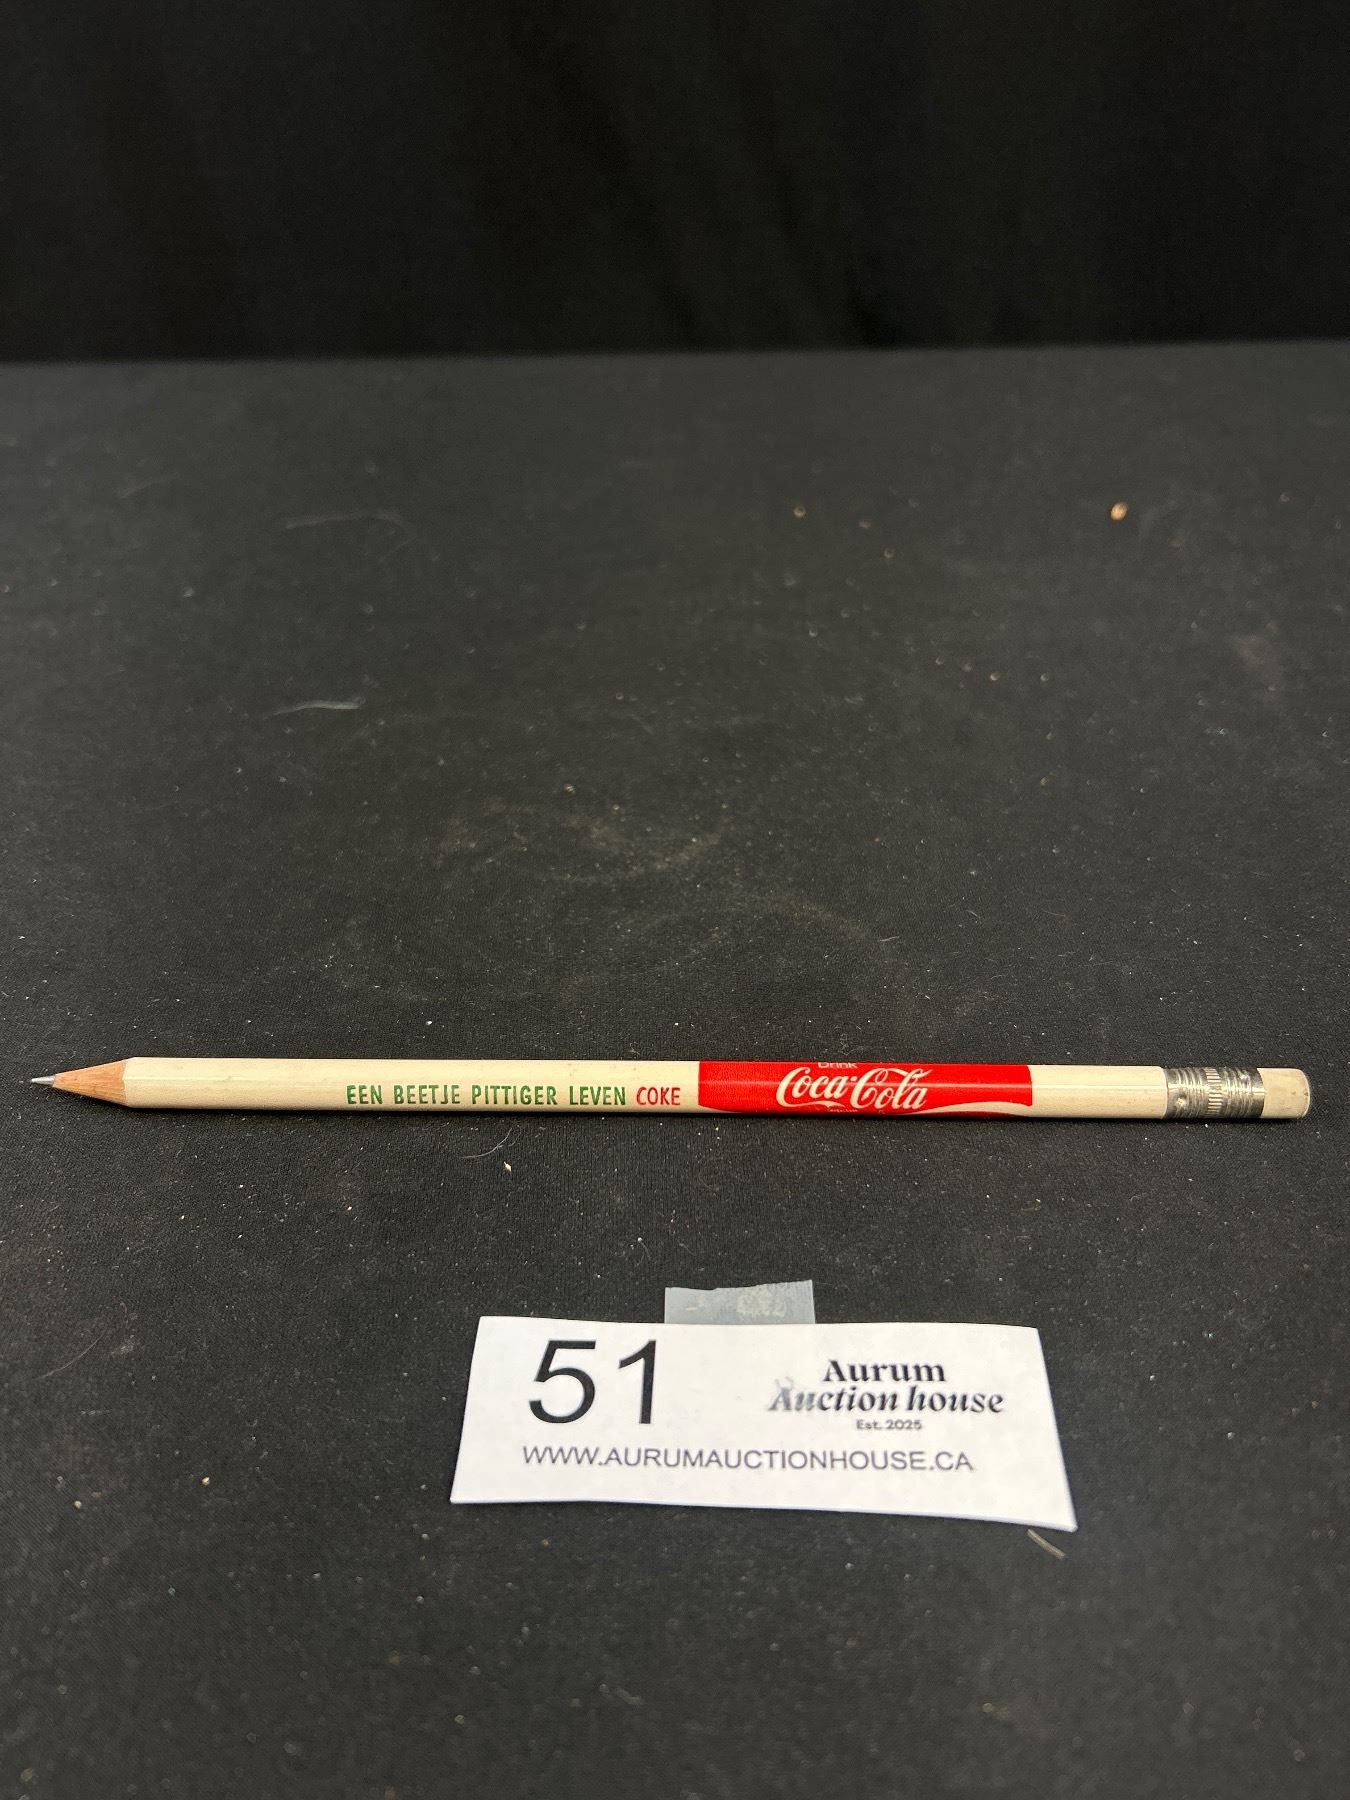 Drink
EEN BEETJE PITTIGER LEVEN COKE Coca-Cola
51
Aurum
Auction house
Est. 2025
WWW.AURUMAUCTIONHOUSE.CA